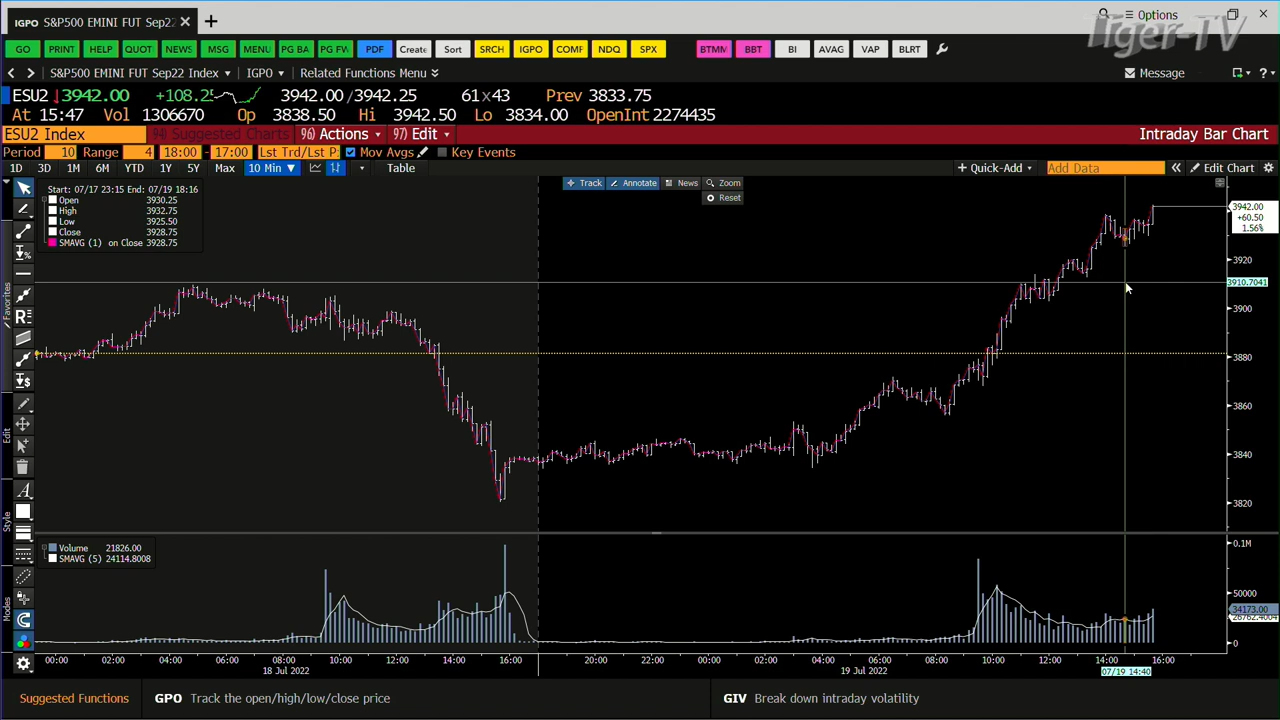 IGPO S&P500 EMINI FUT Sep22 × +
Options
Tiger-TV
GO PRINT HELP QUOT NEWS MSG MENU PG BA PG FW PDF Create Sort SRCH IGPO COMF NDQ SPX BTMM BBT BI AVAG VAP BLRT
S&P500 EMINI FUT Sep22 Index IGPO Related Functions Menu Message ?
ESU2 ↓3942.00 +108.25 3942.00/3942.25 61x43 Prev 3833.75
At 15:47 Vol 1306670 Op 3838.50 Hi 3942.50 Lo 3834.00 OpenInt 2274435
ESU2 Index 94) Suggested Charts 96) Actions 97) Edit Intraday Bar Chart
Period 10 Range 4 18:00 - 17:00 Lst Trd/Lst P Mov Avgs Key Events
1D 3D 1M 6M YTD 1Y 5Y Max 10 Min ▼ Table + Quick-Add Add Data « Edit Chart
Track Annotate News Zoom
Reset
Start: 07/17 23:15 End: 07/19 18:16
Open 3930.25
High 3932.75
Low 3925.50
Close 3928.75
SMAVG (1) on Close 3928.75
3942.00
+60.50
1.56%
3920
3910.7041
3900
3880
3860
3840
3820
Favorites
Edit
Style
Modes
Volume 21826.00
SMAVG (5) 24114.8008
0.1M
50000
34173.00
26762.4004
0
00:00 02:00 04:00 06:00 08:00 10:00 12:00 14:00 16:00 20:00 22:00 00:00 02:00 04:00 06:00 08:00 10:00 12:00 14:00 16:00
18 Jul 2022 19 Jul 2022 07/19 14:40
Suggested Functions GPO Track the open/high/low/close price GIV Break down intraday volatility